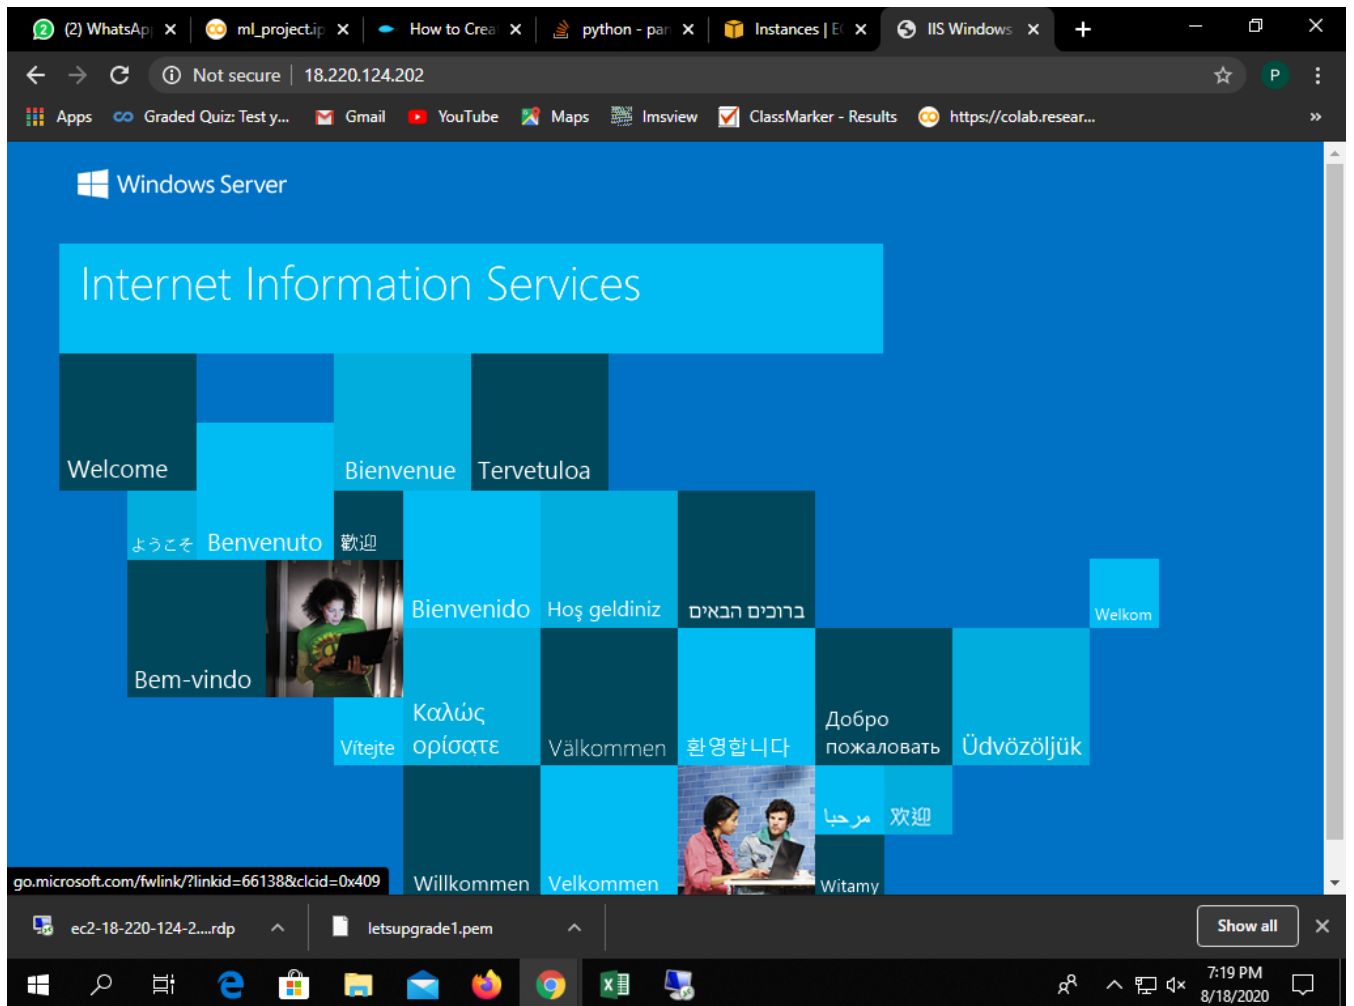 (2) WhatsAp
ml_project.ip
How to Crea
python - pan
Instances | E
IIS Windows
Not secure | 18.220.124.202
P
Apps
Graded Quiz: Test y...
Gmail
YouTube
Maps
Imsview
ClassMarker - Results
https://colab.resear...
»
Windows Server
Internet Information Services
Welcome
Bienvenue
Tervetuloa
ようこそ
Benvenuto
歡迎
Bienvenido
Hoş geldiniz
ברוכים הבאים
Welkom
Bem-vindo
Vítejte
Καλώς
ορίσατε
Välkommen
환영합니다
Добро
пожаловать
Üdvözöljük
مرحبا
欢迎
go.microsoft.com/fwlink/?linkid=66138&clcid=0x409
Willkommen
Velkommen
Witamy
ec2-18-220-124-2....rdp
letsupgrade1.pem
Show all
7:19 PM
8/18/2020